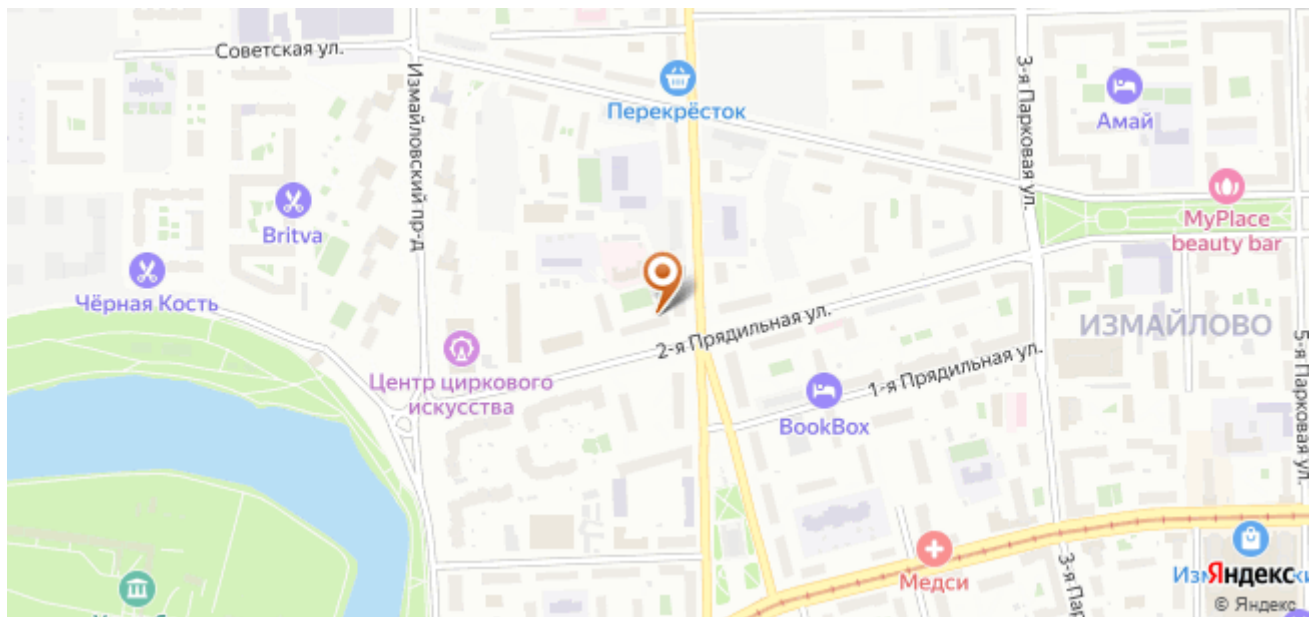 Советская ул.
Измайловский пр-д
Перекрёсток
3-я Парковая ул.
Амай
MyPlace
beauty bar
Britva
Чёрная Кость
Центр циркового
искусства
2-я Прядильная ул.
ИЗМАЙЛОВО
1-я Прядильная ул.
5-я Парковая ул.
BookBox
Медси
3-я Пар
Яндекс
© Яндекс